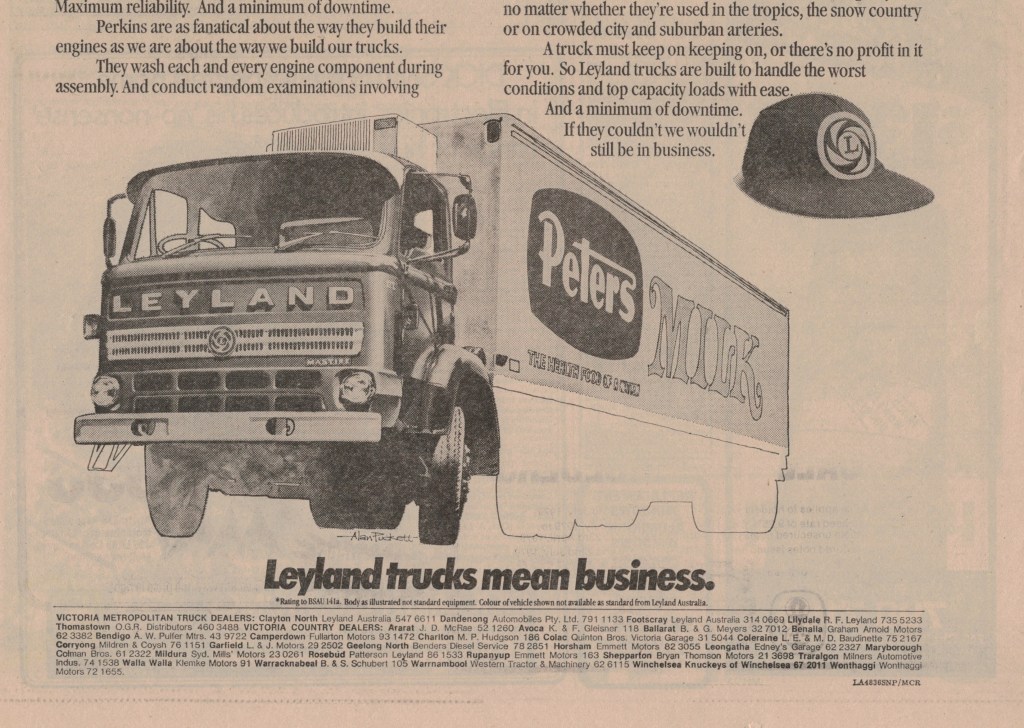 Maximum reliability. And a minimum of downtime.
Perkins are as fanatical about the way they build their
engines as we are about the way we build our trucks.
They wash each and every engine component during
assembly. And conduct random examinations involving
no matter whether they're used in the tropics, the snow country
or on crowded city and suburban arteries.
A truck must keep on keeping on, or there's no profit in it
for you. So Leyland trucks are built to handle the worst
conditions and top capacity loads with ease.
And a minimum of downtime.
If they couldn't we wouldn't
still be in business.
L
Peters
MILK
THE HEALTH FOOD OF A
LEYLAND
MASTIFF
Alan Puckett
Leyland trucks mean business.
*Rating to BSAU 141a. Body as illustrated not standard equipment. Colour of vehicle shown not available as standard from Leyland Australia.
VICTORIA METROPOLITAN TRUCK DEALERS: Clayton North Leyland Australia 547 6611 Dandenong Automobiles Pty. Ltd. 791 1133 Footscray Leyland Australia 314 0669 Lilydale R. F. Leyland 735 5233
Thomastown O.G.R. Distributors 460 3488 VICTORIA COUNTRY DEALERS: Ararat J. D. McRae 52 1260 Avoca K. & F. Gleisner 118 Ballarat B. & G. Meyers 32 7012 Benalla Graham Arnold Motors
62 3382 Bendigo A. W. Pulfer Mtrs. 43 9722 Camperdown Fullarton Motors 93 1472 Charlton M. P. Hudgson 186 Colac Quinton Bros. Victoria Garage 31 5044 Coleraine L. E. & M. D. Baudinette 75 2167
Corryong Mildren & Coysh 76 1151 Garfield L. & J. Motors 29 2502 Geelong North Benders Diesel Service 78 2851 Horsham Emmett Motors 82 3055 Leongatha Edney's Garage 62 2327 Maryborough
Colman Bros. 61 2322 Mildura Syd. Mills' Motors 23 0261 Rosebud Patterson Leyland 86 1533 Rupanyup Emmett Motors 163 Shepparton Bryan Thomson Motors 21 3698 Traralgon Milners Automotive
Indus. 74 1538 Walla Walla Klemke Motors 91 Warracknabeal B. & S. Schubert 105 Warrnambool Western Tractor & Machinery 62 6115 Winchelsea Knuckeys of Winchelsea 67 2011 Wonthaggi Wonthaggi
Motors 72 1655.
LA4836SNP/MCR